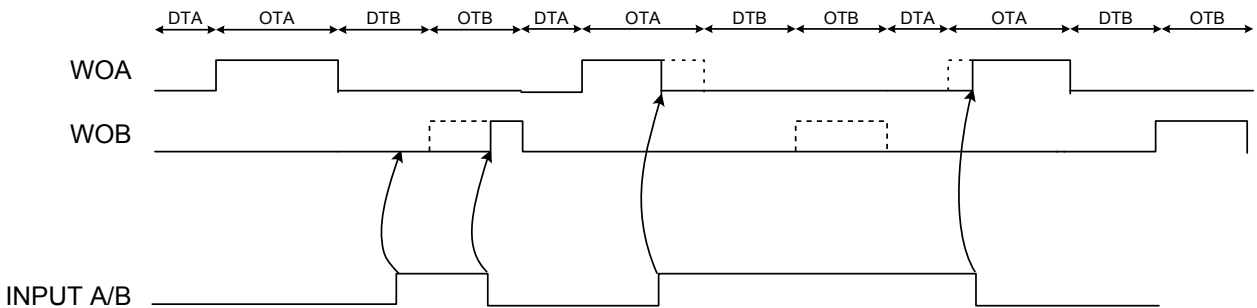 DTA OTA DTB OTB DTA OTA DTB OTB DTA OTA DTB OTB
WOA
WOB
INPUT A/B